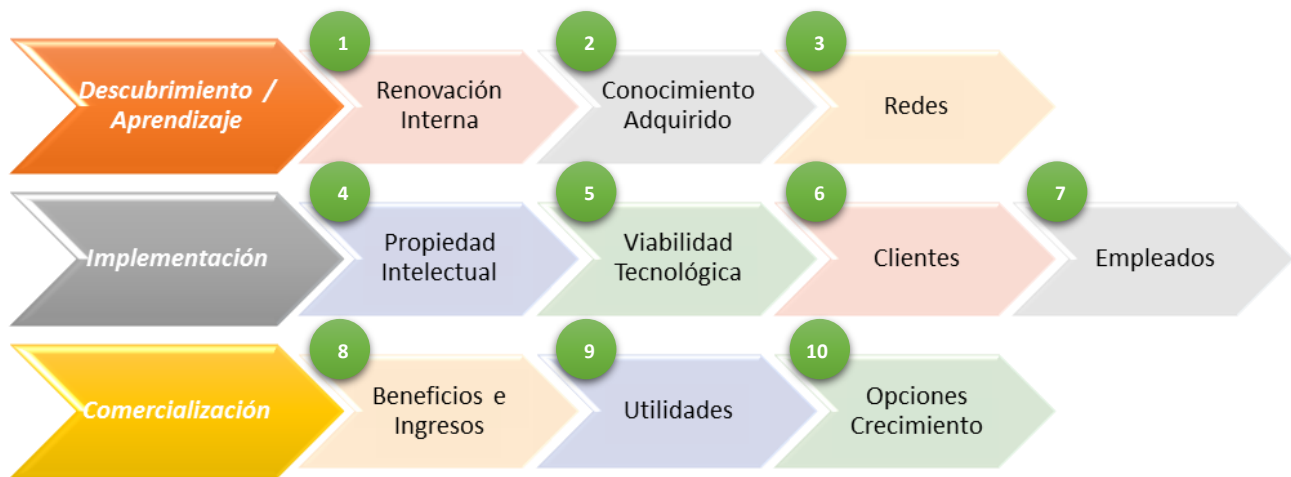 1
2
3
Descubrimiento /
Aprendizaje
Renovación
Interna
Conocimiento
Adquirido
Redes
4
5
6
7
Implementación
Propiedad
Intelectual
Viabilidad
Tecnológica
Clientes
Empleados
8
9
10
Comercialización
Beneficios e
Ingresos
Utilidades
Opciones
Crecimiento